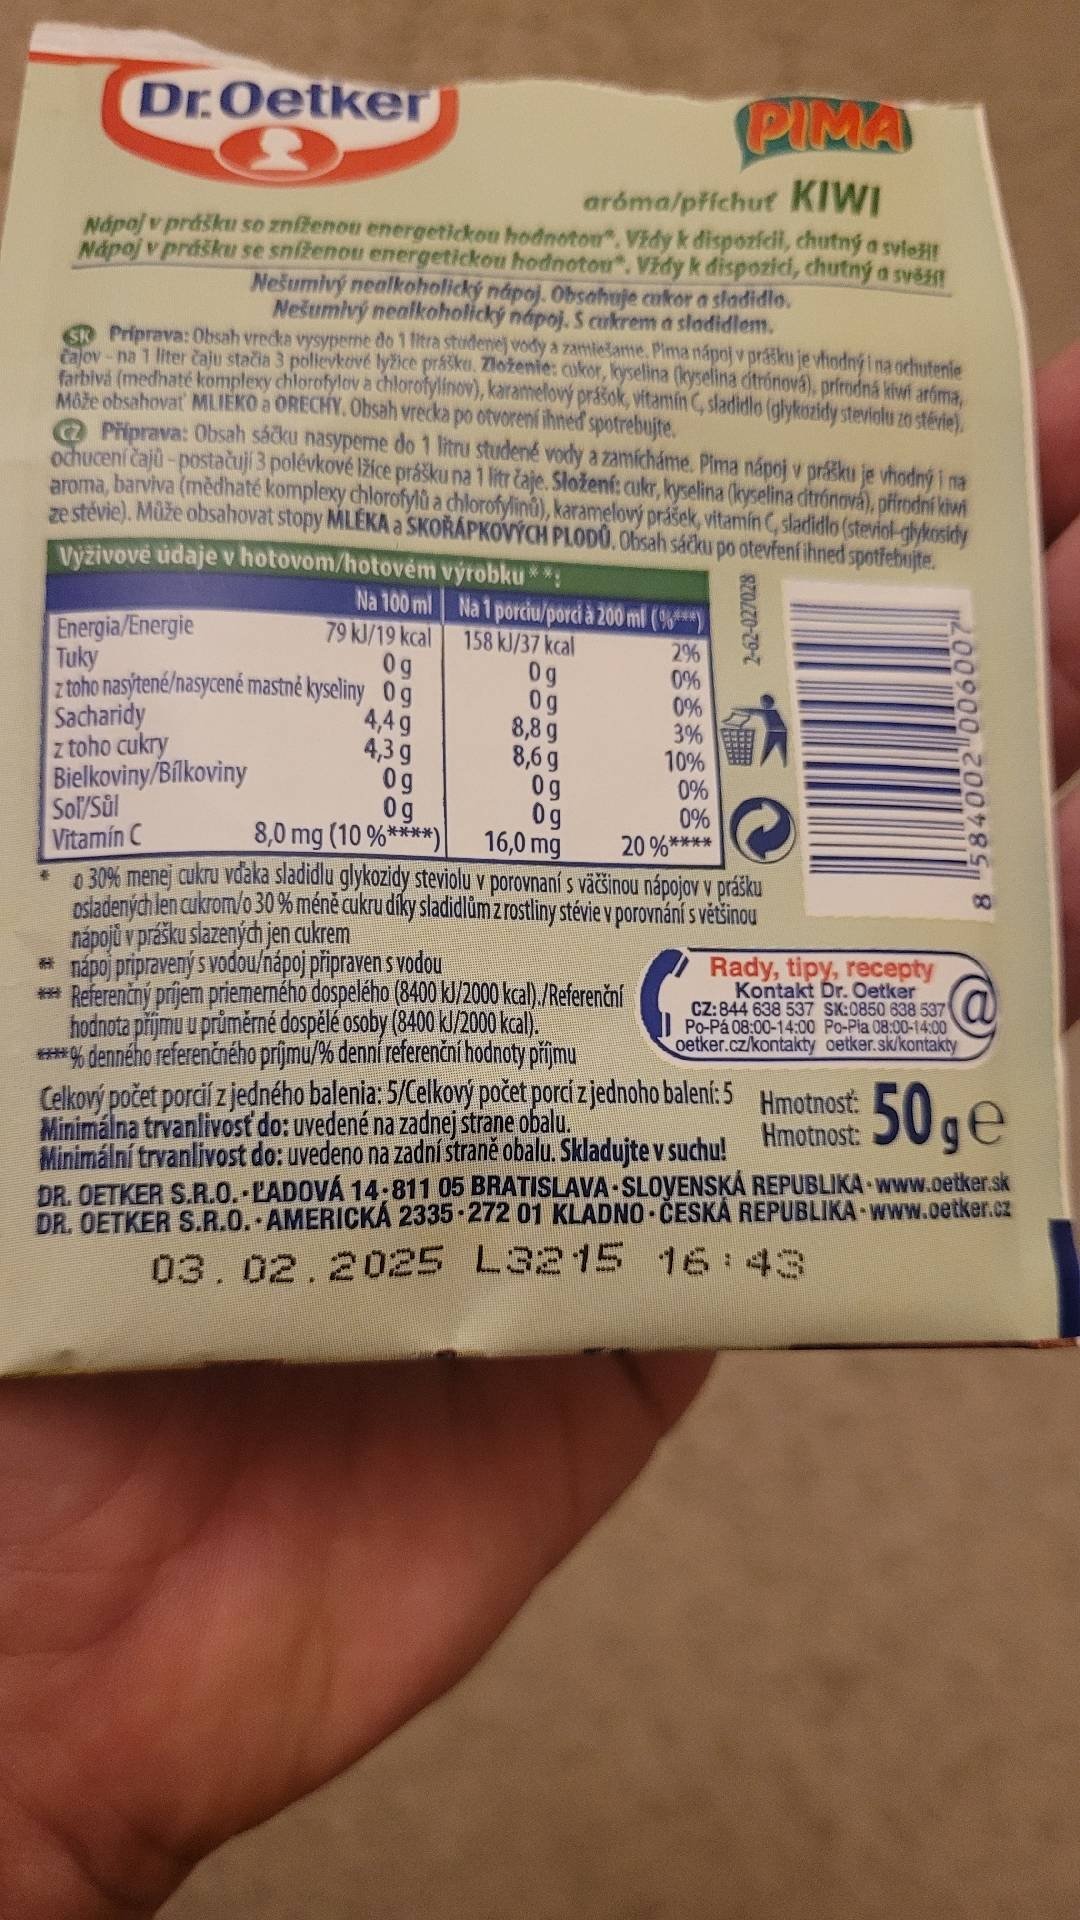 Dr.Oetker
PIMA
aróma/příchuť KIWI
Nápoj v prášku so zníženou energetickou hodnotou*. Vždy k dispozícii, chutný a svieži!
Nápoj v prášku se sníženou energetickou hodnotou*. Vždy k dispozici, chutný a svěží!
Nešumivý nealkoholický nápoj. Obsahuje cukor a sladidlo.
Nešumivý nealkoholický nápoj. S cukrem a sladidlem.
SK Príprava: Obsah vrecka vysypeme do 1 litra studenej vody a zamiešame. Pima nápoj v prášku je vhodný i na ochutenie
čajov - na 1 liter čaju stačia 3 polievkové lyžice prášku. Zloženie: cukor, kyselina (kyselina citrónová), prírodná kiwi aróma,
farbivá (meďnaté komplexy chlorofylov a chlorofylínov), karamelový prášok, vitamín C, sladidlo (glykozidy steviolu zo stévie).
Môže obsahovať MLIEKO a ORECHY. Obsah vrecka po otvorení ihneď spotrebujte.
CZ Příprava: Obsah sáčku nasypeme do 1 litru studené vody a zamícháme. Pima nápoj v prášku je vhodný i na
ochucení čajů - postačují 3 polévkové lžíce prášku na 1 litr čaje. Složení: cukr, kyselina (kyselina citrónová), přírodní kiwi
aroma, barviva (mědnaté komplexy chlorofylů a chlorofylinů), karamelový prášek, vitamín C, sladidlo (steviol-glykosidy
ze stévie). Může obsahovat stopy MLÉKA a SKOŘÁPKOVÝCH PLODŮ. Obsah sáčku po otevření ihned spotřebujte.
Výživové údaje v hotovom/hotovém výrobku**:
Na 100 ml Na 1 porciu/porci à 200 ml (%***)
Energia/Energie 79 kJ/19 kcal 158 kJ/37 kcal 2%
Tuky 0 g 0 g 0%
z toho nasýtené/nasycené mastné kyseliny 0 g 0 g 0%
Sacharidy 4,4 g 8,8 g 3%
z toho cukry 4,3 g 8,6 g 10%
Bielkoviny/Bílkoviny 0 g 0 g 0%
Soľ/Sůl 0 g 0 g 0%
Vitamín C 8,0 mg (10 %****) 16,0 mg 20 %****
2-62-027028
8 584002 006007
* o 30% menej cukru vďaka sladidlu glykozidy steviolu v porovnaní s väčšinou nápojov v prášku
osladených len cukrom/o 30 % méně cukru díky sladidlům z rostliny stévie v porovnání s většinou
nápojů v prášku slazených jen cukrem
** nápoj pripravený s vodou/nápoj připraven s vodou
*** Referenčný príjem priemerného dospelého (8400 kJ/2000 kcal)./Referenční
hodnota příjmu u průměrné dospělé osoby (8400 kJ/2000 kcal).
****% denného referenčného príjmu/% denní referenční hodnoty příjmu
Rady, tipy, recepty
Kontakt Dr. Oetker
CZ: 844 638 537 SK:0850 638 537
Po-Pá 08:00-14:00 Po-Pia 08:00-14:00
oetker.cz/kontakty oetker.sk/kontakty
@
Celkový počet porcií z jedného balenia: 5/Celkový počet porcí z jednoho balení: 5
Minimálna trvanlivosť do: uvedené na zadnej strane obalu.
Minimální trvanlivost do: uvedeno na zadní straně obalu. Skladujte v suchu!
Hmotnosť:
Hmotnost: 50 g e
DR. OETKER S.R.O. · ĽADOVÁ 14 · 811 05 BRATISLAVA · SLOVENSKÁ REPUBLIKA · www.oetker.sk
DR. OETKER S.R.O. · AMERICKÁ 2335 · 272 01 KLADNO · ČESKÁ REPUBLIKA · www.oetker.cz
03.02.2025 L3215 16:43